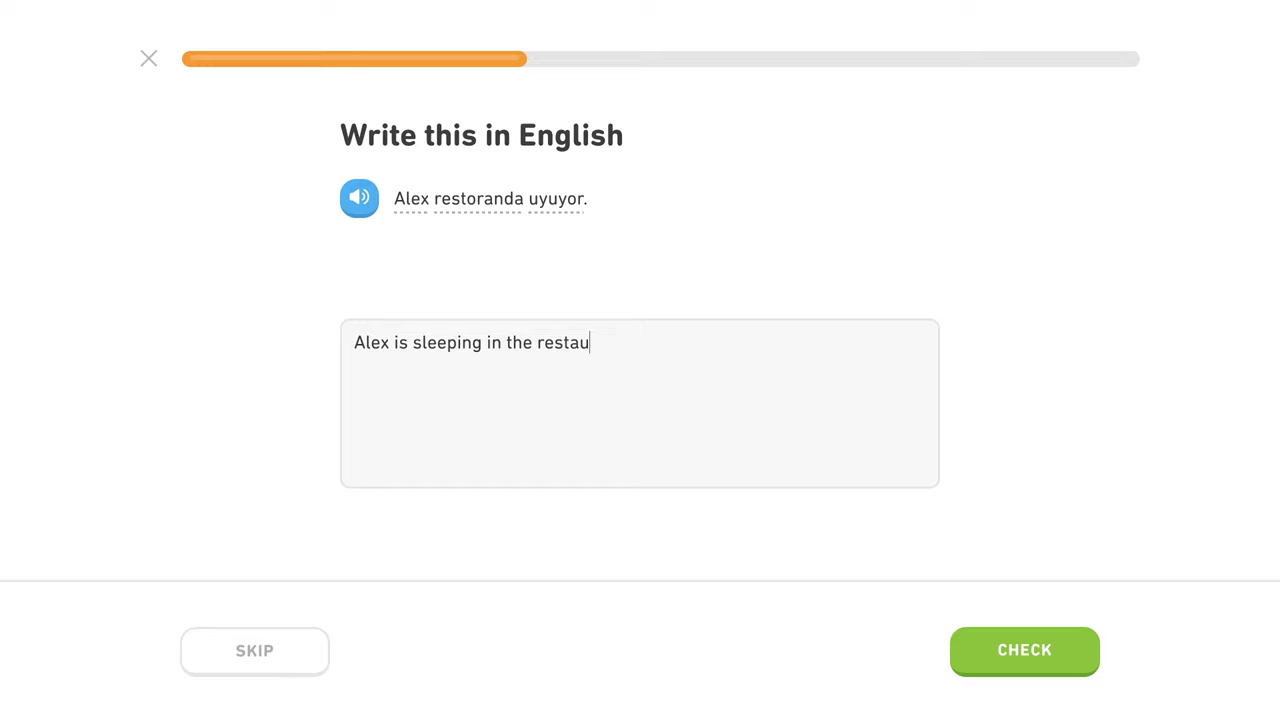 Write this in English
Alex restoranda uyuyor.
Alex is sleeping in the restau
SKIP
CHECK